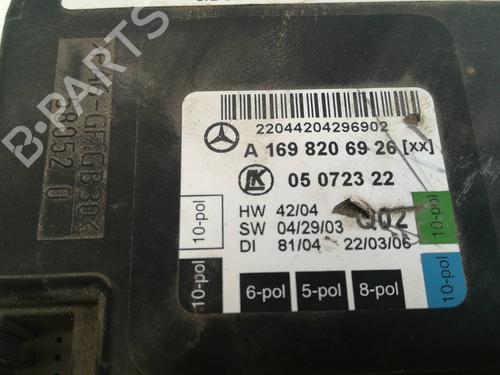 22044204296902
A 169 820 69 26 [xx]
K 05 0723 22
HW 42/04 Q02
SW 04/29/03
DI 81/04 22/03/06
10-pol
10-pol
10-pol
10-pol
6-pol 5-pol 8-pol
B-PARTS